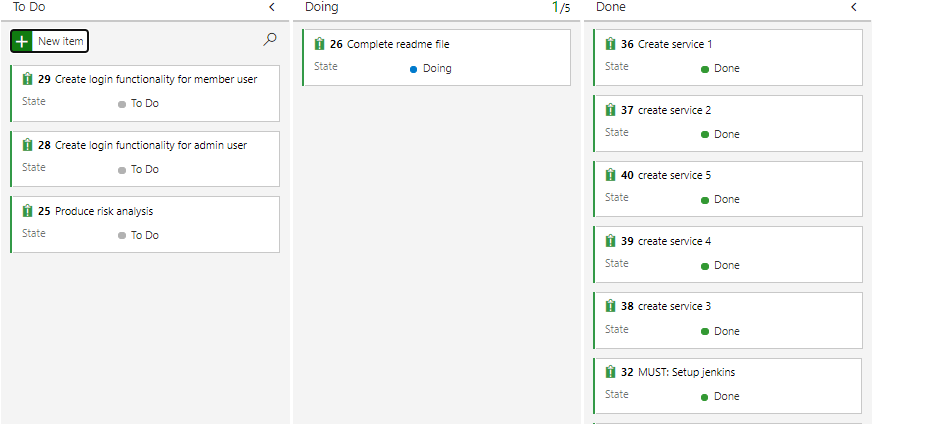 To Do
New item
29 Create login functionality for member user
State
To Do
28 Create login functionality for admin user
State
To Do
25 Produce risk analysis
State
To Do
Doing
1/5
26 Complete readme file
State
Doing
Done
36 Create service 1
State
Done
37 create service 2
State
Done
40 create service 5
State
Done
39 create service 4
State
Done
38 create service 3
State
Done
32 MUST: Setup jenkins
State
Done